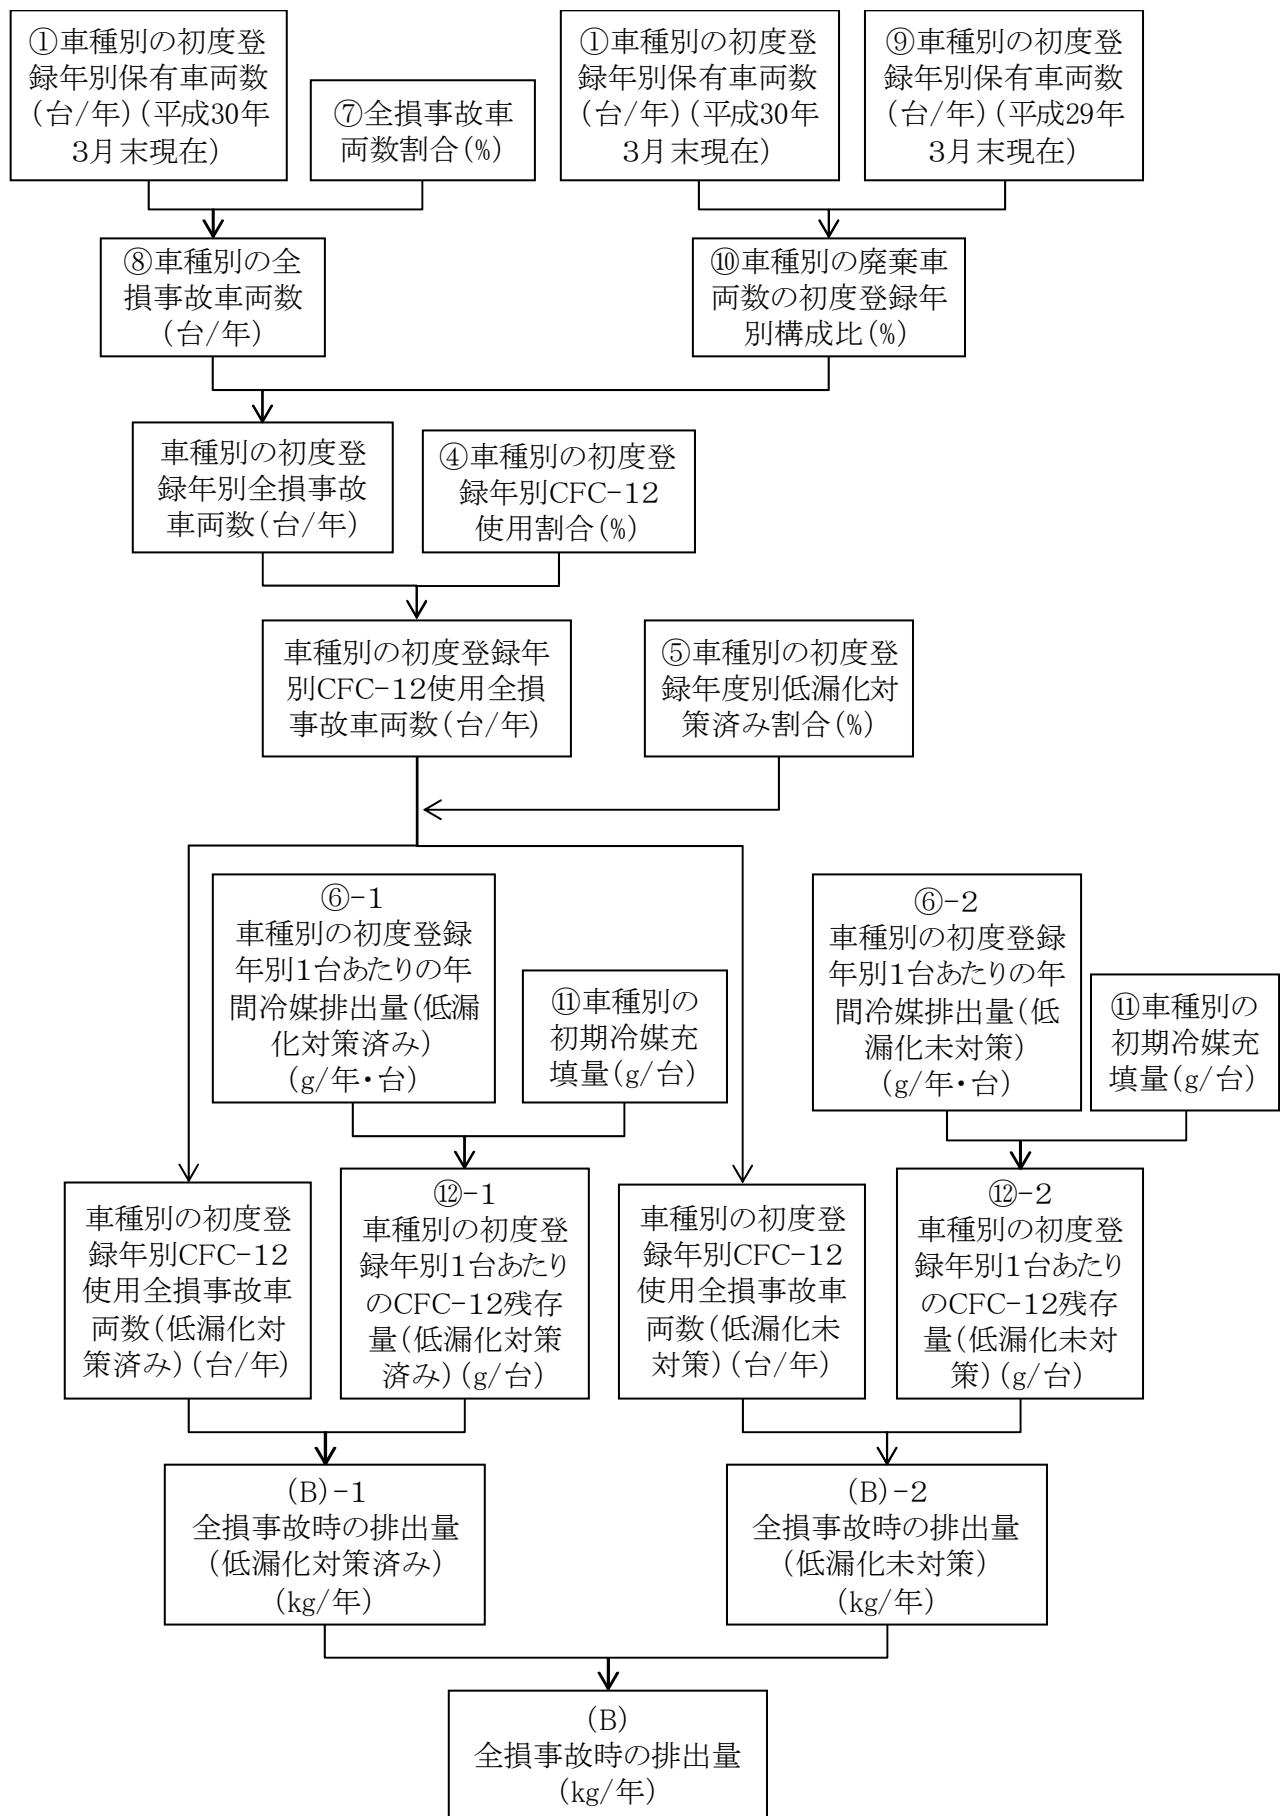 ①車種別の初度登
録年別保有車両数
(台/年)(平成30年
3月末現在)
⑦全損事故車
両数割合(%)
①車種別の初度登
録年別保有車両数
(台/年)(平成30年
3月末現在)
⑨車種別の初度登
録年別保有車両数
(台/年)(平成29年
3月末現在)
⑧車種別の全
損事故車両数
(台/年)
⑩車種別の廃棄車
両数の初度登録年
別構成比(%)
車種別の初度登
録年別全損事故
車両数(台/年)
④車種別の初度登
録年別CFC-12
使用割合(%)
車種別の初度登録年
別CFC-12使用全損
事故車両数(台/年)
⑤車種別の初度登
録年度別低漏化対
策済み割合(%)
⑥-1
車種別の初度登録
年別1台あたりの年
間冷媒排出量(低漏
化対策済み)
(g/年・台)
⑪車種別の
初期冷媒充
填量(g/台)
⑥-2
車種別の初度登録
年別1台あたりの年
間冷媒排出量(低
漏化未対策)
(g/年・台)
⑪車種別の
初期冷媒充
填量(g/台)
車種別の初度登
録年別CFC-12
使用全損事故車
両数(低漏化対
策済み)(台/年)
⑫-1
車種別の初度登
録年別1台あたり
のCFC-12残存
量(低漏化対策
済み)(g/台)
車種別の初度登
録年別CFC-12
使用全損事故車
両数(低漏化未
対策)(台/年)
⑫-2
車種別の初度登
録年別1台あたり
のCFC-12残存
量(低漏化未対
策)(g/台)
(B)-1
全損事故時の排出量
(低漏化対策済み)
(kg/年)
(B)-2
全損事故時の排出量
(低漏化未対策)
(kg/年)
(B)
全損事故時の排出量
(kg/年)